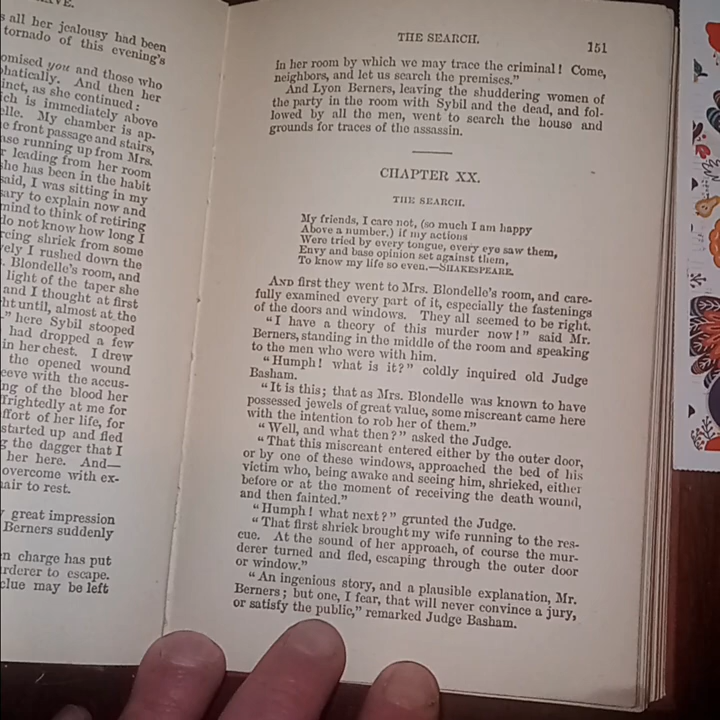 AVE.
s all her jealousy had been
tornado of this evening's
omised you and those who
phatically. And then her
inct, as she continued:
ich is immediately above
elle. My chamber is ap-
e front passage and stairs,
ase running up from Mrs.
r leading from her room
she has been in the habit
said, I was sitting in my
ary to explain now and
mind to think of retiring
do not know how long I
rcing shriek from some
vely I rushed down the
. Blondelle's room, and
light of the taper she
and I thought at first
ht until, almost at the
." here Sybil stooped
had dropped a few
in her chest. I drew
the opened wound
eeve with the accus-
ng of the blood her
frightedly at me for
ffort of her life, for
started up and fled
g the dagger that I
her here. And—
overcome with ex-
hair to rest.
y great impression
Berners suddenly
n charge has put
rderer to escape.
clue may be left
THE SEARCH. 151
in her room by which we may trace the criminal! Come,
neighbors, and let us search the premises."
And Lyon Berners, leaving the shuddering women of
the party in the room with Sybil and the dead, and fol-
lowed by all the men, went to search the house and
grounds for traces of the assassin.
CHAPTER XX.
THE SEARCH.
My friends, I care not, (so much I am happy
Above a number,) if my actions
Were tried by every tongue, every eye saw them,
Envy and base opinion set against them,
To know my life so even.—SHAKESPEARE.
AND first they went to Mrs. Blondelle's room, and care-
fully examined every part of it, especially the fastenings
of the doors and windows. They all seemed to be right.
"I have a theory of this murder now!" said Mr.
Berners, standing in the middle of the room and speaking
to the men who were with him.
"Humph! what is it?" coldly inquired old Judge
Basham.
"It is this; that as Mrs. Blondelle was known to have
possessed jewels of great value, some miscreant came here
with the intention to rob her of them."
"Well, and what then?" asked the Judge.
"That this miscreant entered either by the outer door,
or by one of these windows, approached the bed of his
victim who, being awake and seeing him, shrieked, either
before or at the moment of receiving the death wound,
and then fainted."
"Humph! what next?" grunted the Judge.
"That first shriek brought my wife running to the res-
cue. At the sound of her approach, of course the mur-
derer turned and fled, escaping through the outer door
or window."
"An ingenious story, and a plausible explanation, Mr.
Berners; but one, I fear, that will never convince a jury,
or satisfy the public," remarked Judge Basham.